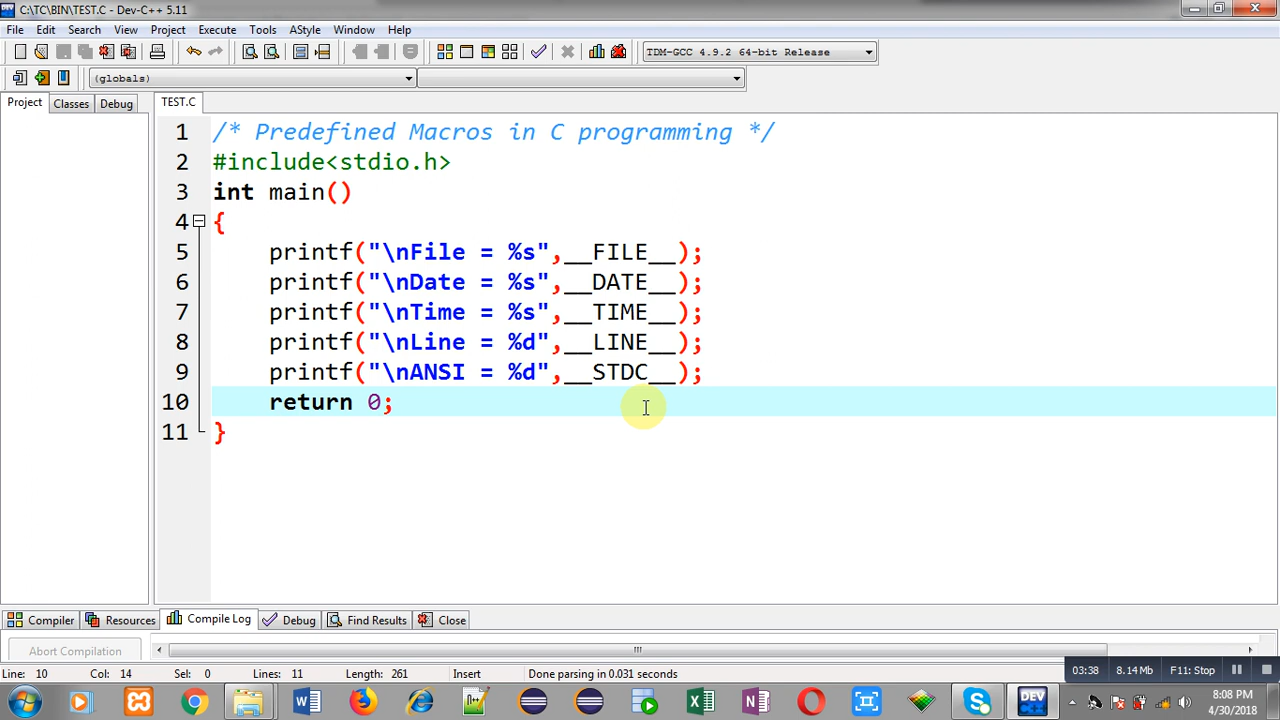 C:\TC\BIN\TEST.C - Dev-C++ 5.11
File Edit Search View Project Execute Tools AStyle Window Help
TDM-GCC 4.9.2 64-bit Release
(globals)
Project Classes Debug TEST.C
1 /* Predefined Macros in C programming */
2 #include<stdio.h>
3 int main()
4 {
5 printf("\nFile = %s",__FILE__);
6 printf("\nDate = %s",__DATE__);
7 printf("\nTime = %s",__TIME__);
8 printf("\nLine = %d",__LINE__);
9 printf("\nANSI = %d",__STDC__);
10 return 0;
11 }
Compiler Resources Compile Log Debug Find Results Close
Abort Compilation
Line: 10 Col: 14 Sel: 0 Lines: 11 Length: 261 Insert Done parsing in 0.031 seconds 03:38 8.14 Mb F11: Stop
DEV
8:08 PM
4/30/2018